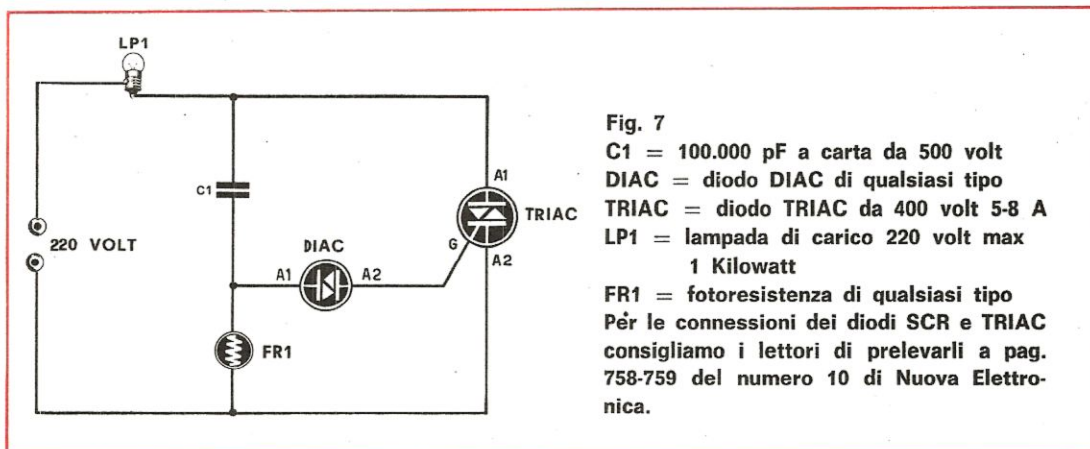 LP1
C1
220 VOLT
DIAC
A1
A2
FR1
A1
TRIAC
G
A2
Fig. 7
C1 = 100.000 pF a carta da 500 volt
DIAC = diodo DIAC di qualsiasi tipo
TRIAC = diodo TRIAC da 400 volt 5-8 A
LP1 = lampada di carico 220 volt max
1 Kilowatt
FR1 = fotoresistenza di qualsiasi tipo
Per le connessioni dei diodi SCR e TRIAC
consigliamo i lettori di prelevarli a pag.
758-759 del numero 10 di Nuova Elettro-
nica.